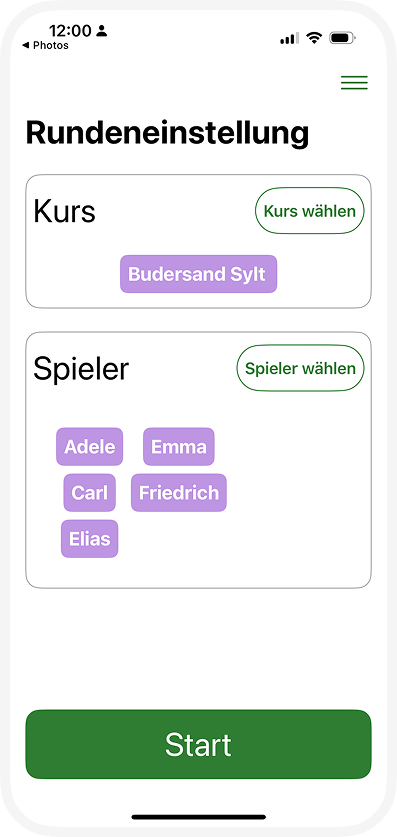 12:00
◀ Photos
Rundeneinstellung
Kurs
Kurs wählen
Budersand Sylt
Spieler
Spieler wählen
Adele Emma
Carl Friedrich
Elias
Start